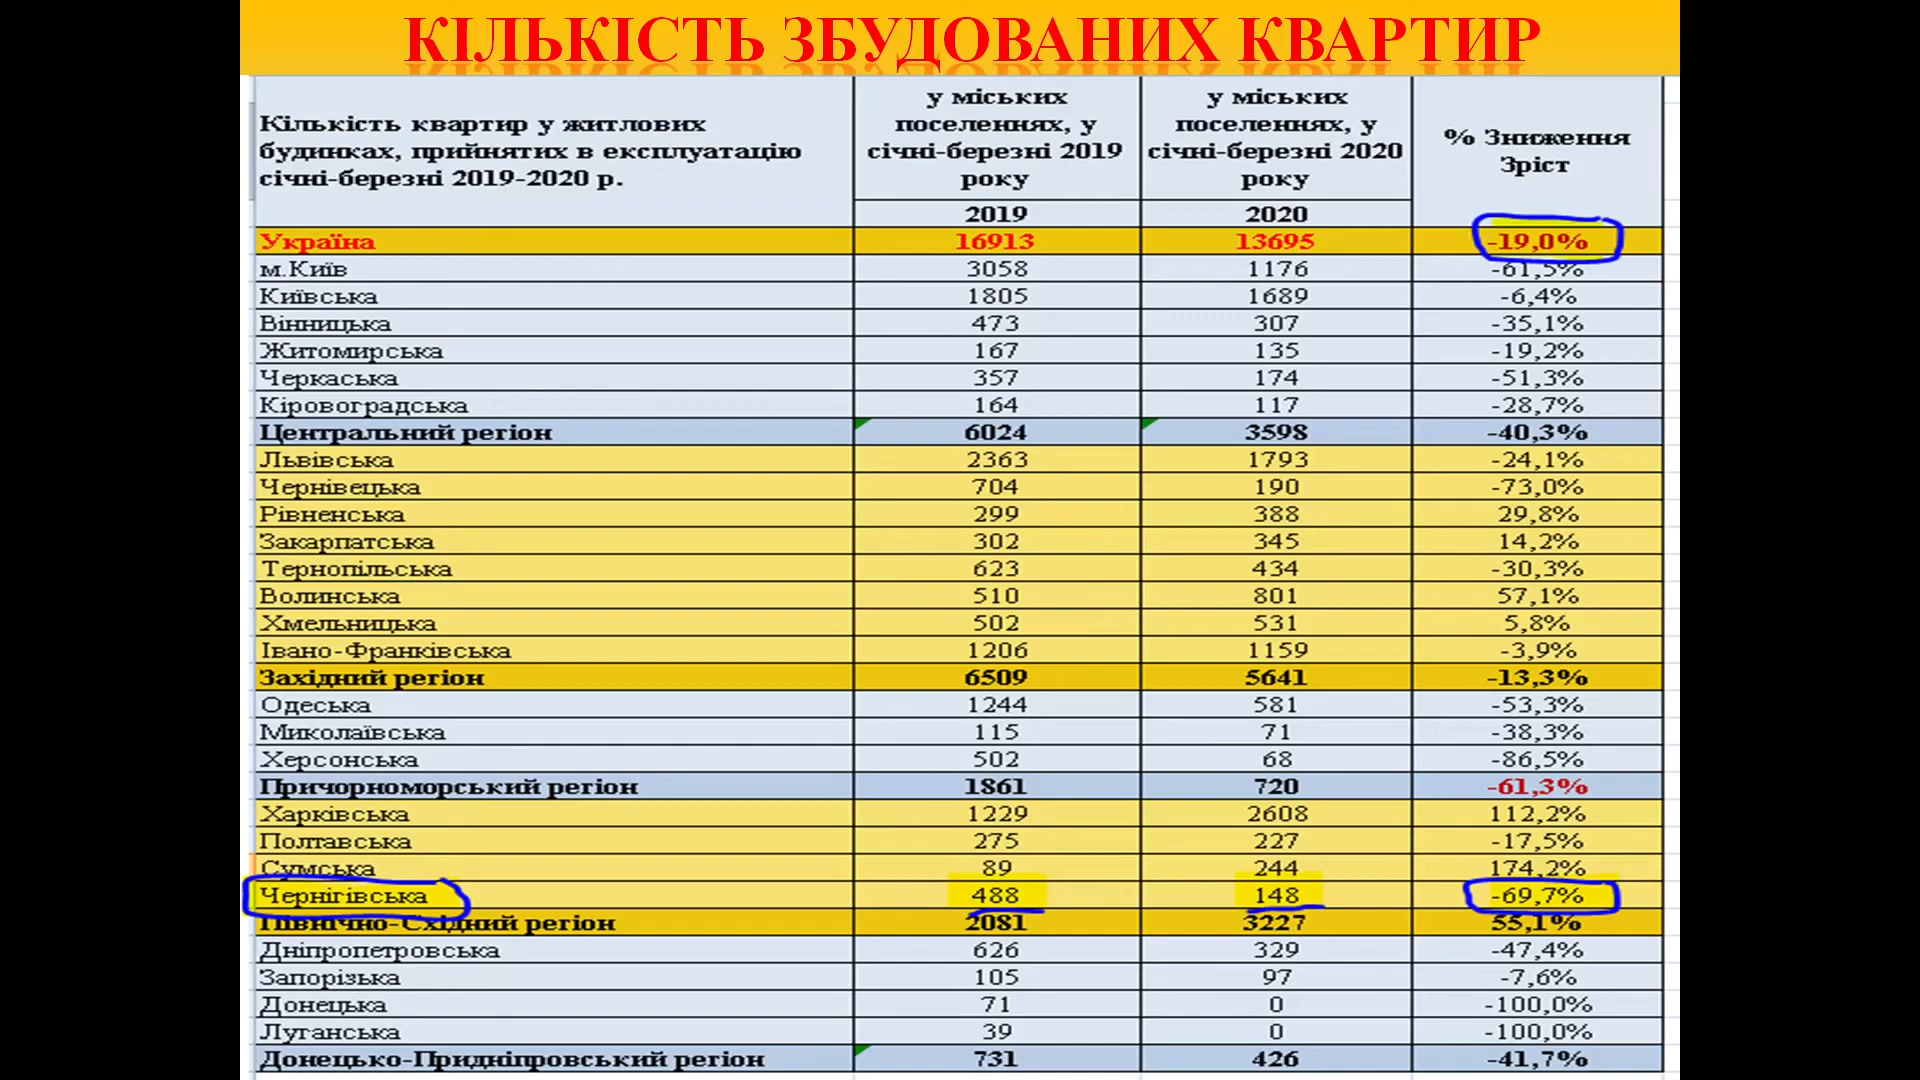 КІЛЬКІСТЬ ЗБУДОВАНИХ КВАРТИР
Кількість квартир у житлових
будинках, прийнятих в експлуатацію
січні-березні 2019-2020 р.
у міських
поселеннях, у
січні-березні 2019
року
у міських
поселеннях, у
січні-березні 2020
року
% Зниження
Зріст
2019 2020
Україна 16913 13695 -19,0%
м.Київ 3058 1176 -61,5%
Київська 1805 1689 -6,4%
Вінницька 473 307 -35,1%
Житомирська 167 135 -19,2%
Черкаська 357 174 -51,3%
Кіровоградська 164 117 -28,7%
Центральний регіон 6024 3598 -40,3%
Львівська 2363 1793 -24,1%
Чернівецька 704 190 -73,0%
Рівненська 299 388 29,8%
Закарпатська 302 345 14,2%
Тернопільська 623 434 -30,3%
Волинська 510 801 57,1%
Хмельницька 502 531 5,8%
Івано-Франківська 1206 1159 -3,9%
Західний регіон 6509 5641 -13,3%
Одеська 1244 581 -53,3%
Миколаївська 115 71 -38,3%
Херсонська 502 68 -86,5%
Причорноморський регіон 1861 720 -61,3%
Харківська 1229 2608 112,2%
Полтавська 275 227 -17,5%
Сумська 89 244 174,2%
Чернігівська 488 148 -69,7%
Північно-Східний регіон 2081 3227 55,1%
Дніпропетровська 626 329 -47,4%
Запорізька 105 97 -7,6%
Донецька 71 0 -100,0%
Луганська 39 0 -100,0%
Донецько-Придніпровський регіон 731 426 -41,7%